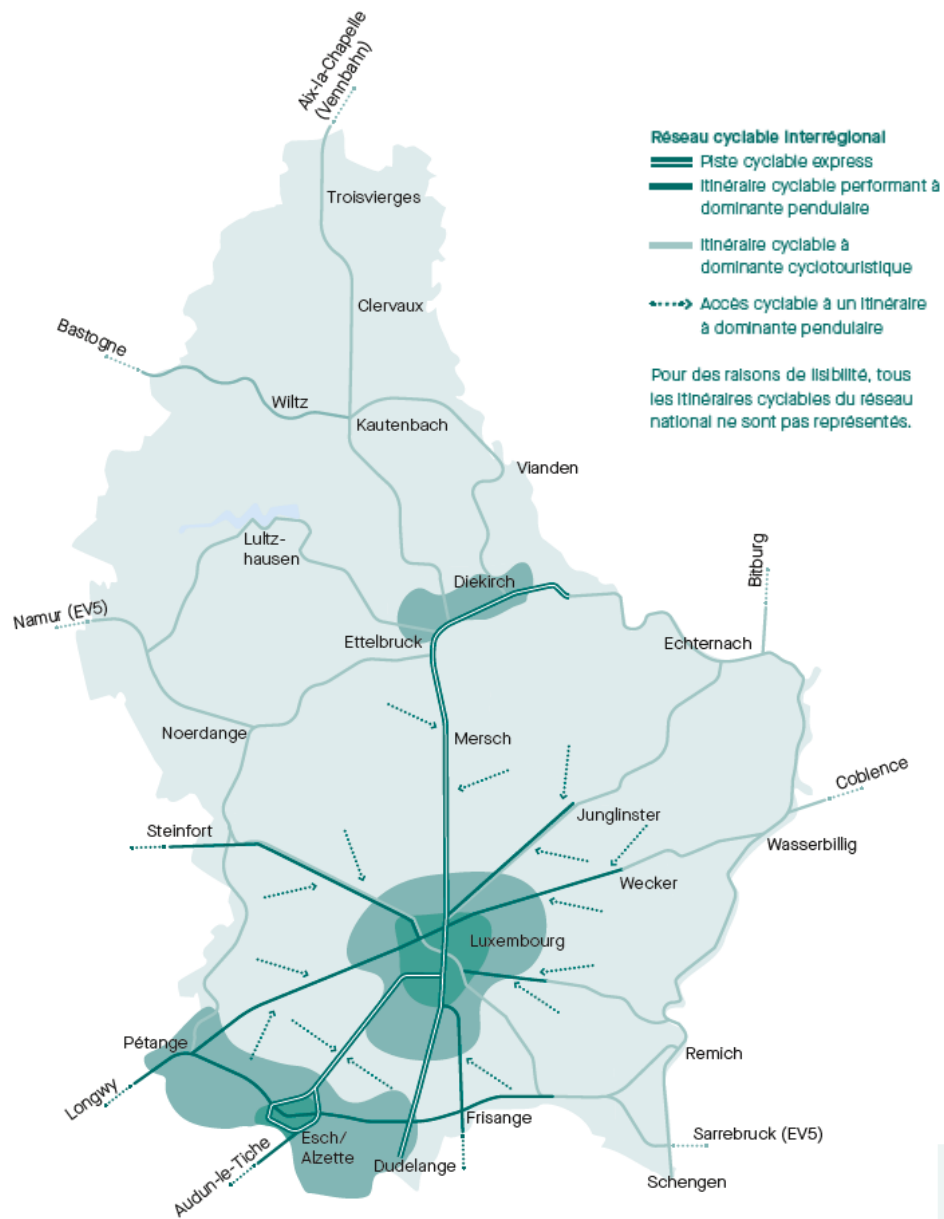 Aix-la-Chapelle
(Vennbahn)
Réseau cyclable interrégional
Piste cyclable express
Itinéraire cyclable performant à
dominante pendulaire
Itinéraire cyclable à
dominante cyclotouristique
Accès cyclable à un itinéraire
à dominante pendulaire
Pour des raisons de lisibilité, tous
les itinéraires cyclables du réseau
national ne sont pas représentés.
Troisvierges
Clervaux
Bastogne
Wiltz
Kautenbach
Vianden
Lultz-
hausen
Diekirch
Bitburg
Namur (EV5)
Ettelbruck
Echternach
Noerdange
Mersch
Coblence
Steinfort
Junglinster
Wasserbillig
Wecker
Luxembourg
Pétange
Remich
Longwy
Frisange
Esch/
Alzette
Sarrebruck (EV5)
Audun-le-Tiche
Dudelange
Schengen